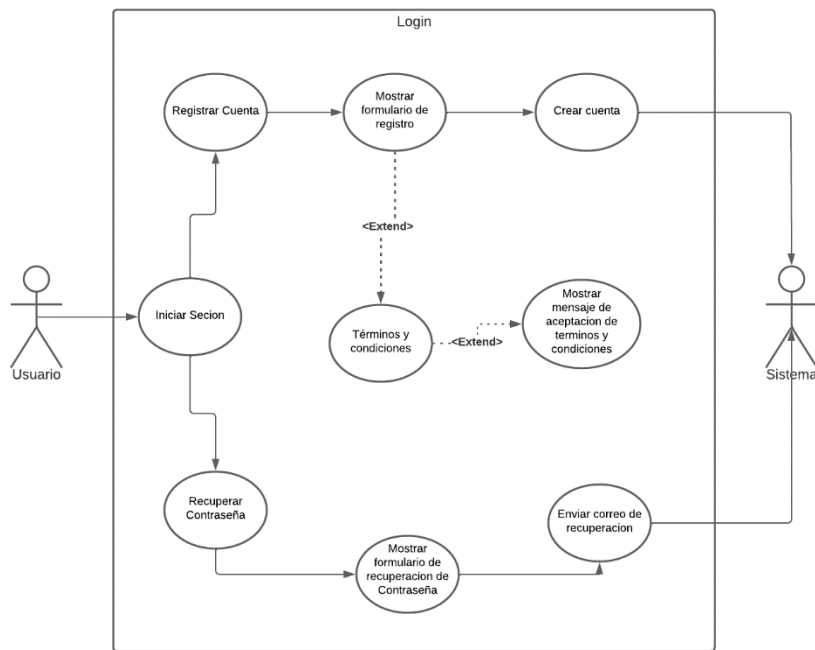 Login
Registrar Cuenta
Mostrar
formulario de
registro
Crear cuenta
<Extend>
Iniciar Secion
Términos y
condiciones
<Extend>
Mostrar
mensaje de
aceptacion de
terminos y
condiciones
Usuario
Sistema
Recuperar
Contraseña
Mostrar
formulario de
recuperacion de
Contraseña
Enviar correo de
recuperacion